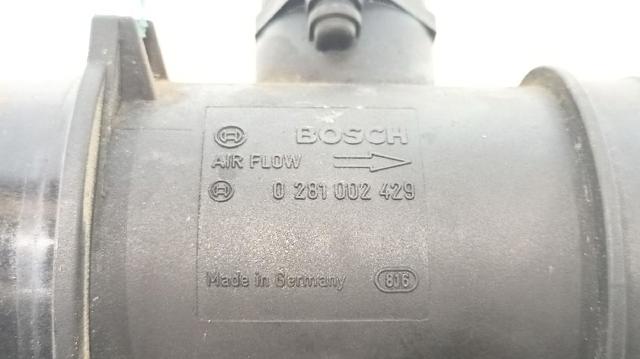 BOSCH
AIR FLOW
0 281 002 429
Made in Germany 816